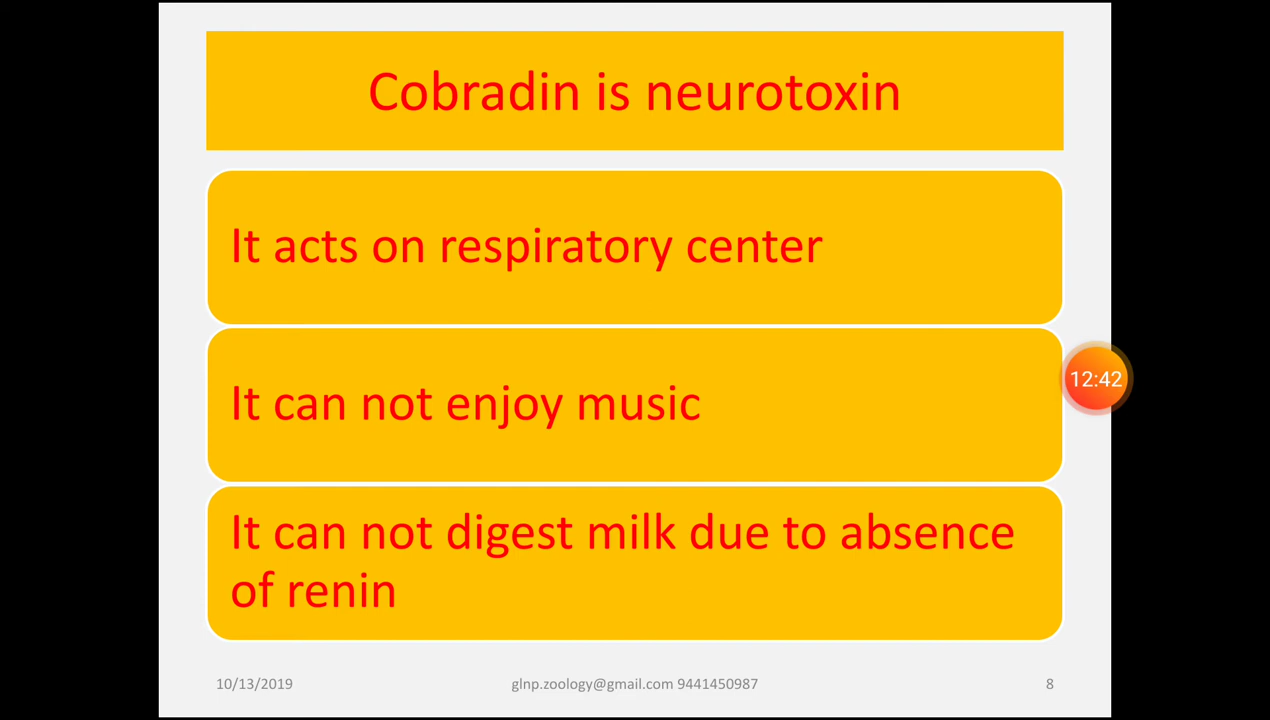 Cobradin is neurotoxin
It acts on respiratory center
It can not enjoy music
12:42
It can not digest milk due to absence
of renin
10/13/2019
glnp.zoology@gmail.com 9441450987
8